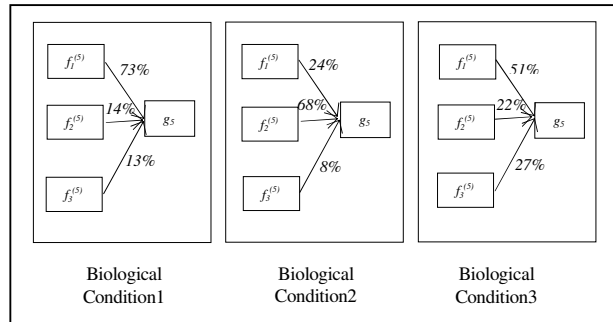 f₁⁽⁵⁾
73%
14%
f₂⁽⁵⁾
g₅
13%
f₃⁽⁵⁾
Biological
Condition1
f₁⁽⁵⁾
24%
68%
f₂⁽⁵⁾
g₅
8%
f₃⁽⁵⁾
Biological
Condition2
f₁⁽⁵⁾
51%
22%
f₂⁽⁵⁾
g₅
27%
f₃⁽⁵⁾
Biological
Condition3